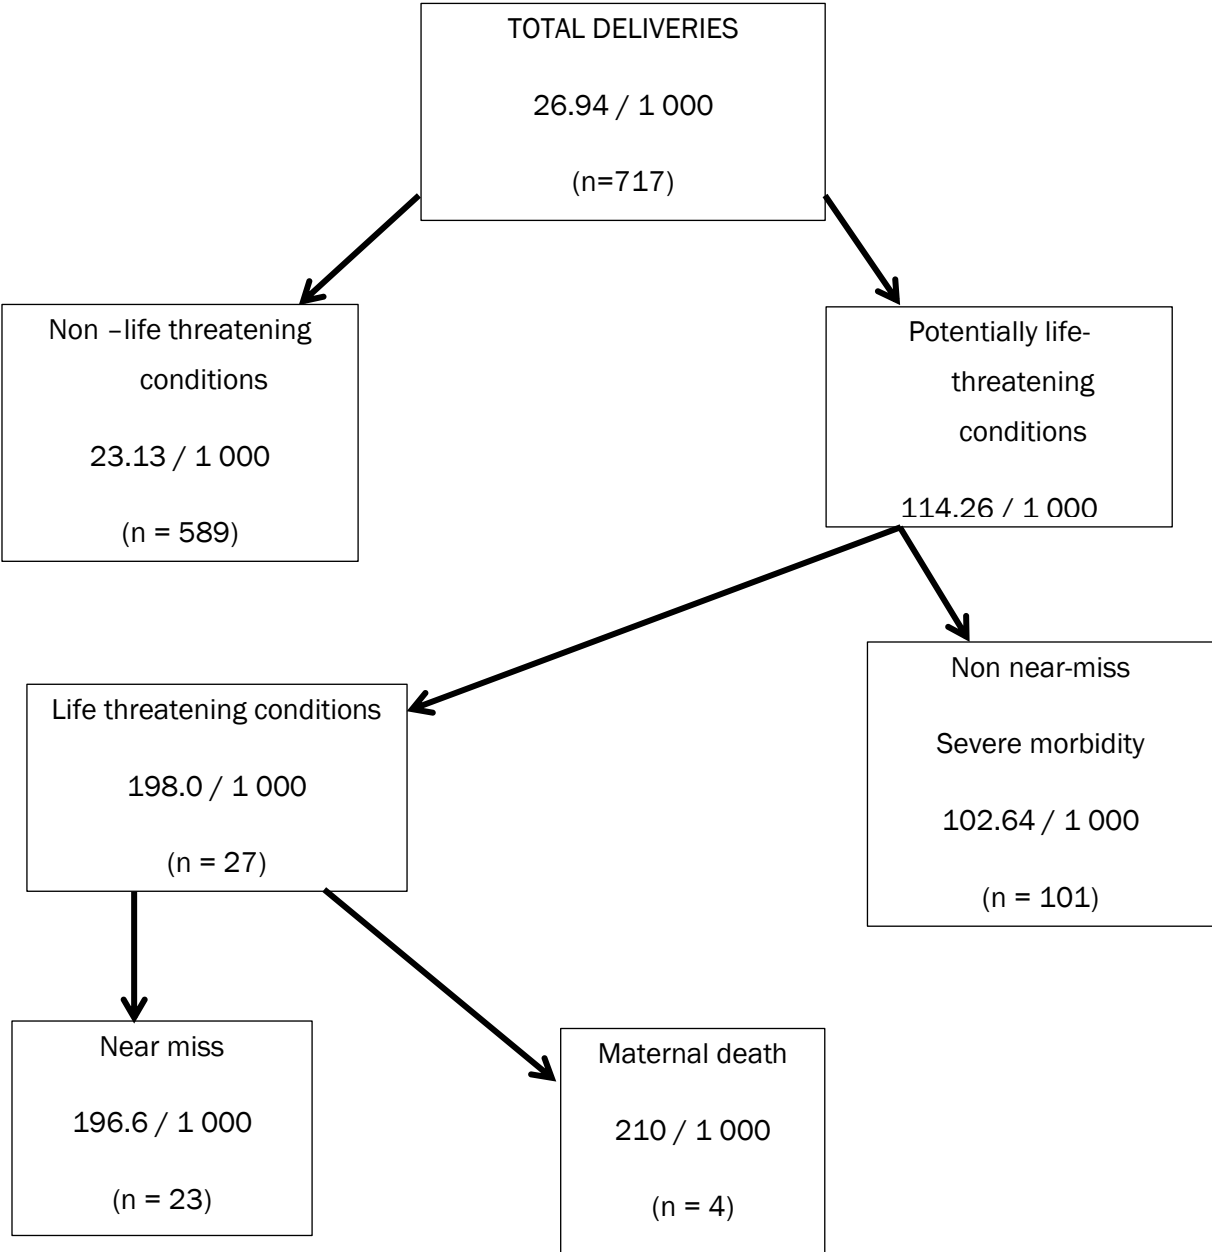 TOTAL DELIVERIES
26.94 / 1 000
(n=717)
Non –life threatening
conditions
23.13 / 1 000
(n = 589)
Potentially life-
threatening
conditions
114.26 / 1 000
Life threatening conditions
198.0 / 1 000
(n = 27)
Non near-miss
Severe morbidity
102.64 / 1 000
(n = 101)
Near miss
196.6 / 1 000
(n = 23)
Maternal death
210 / 1 000
(n = 4)